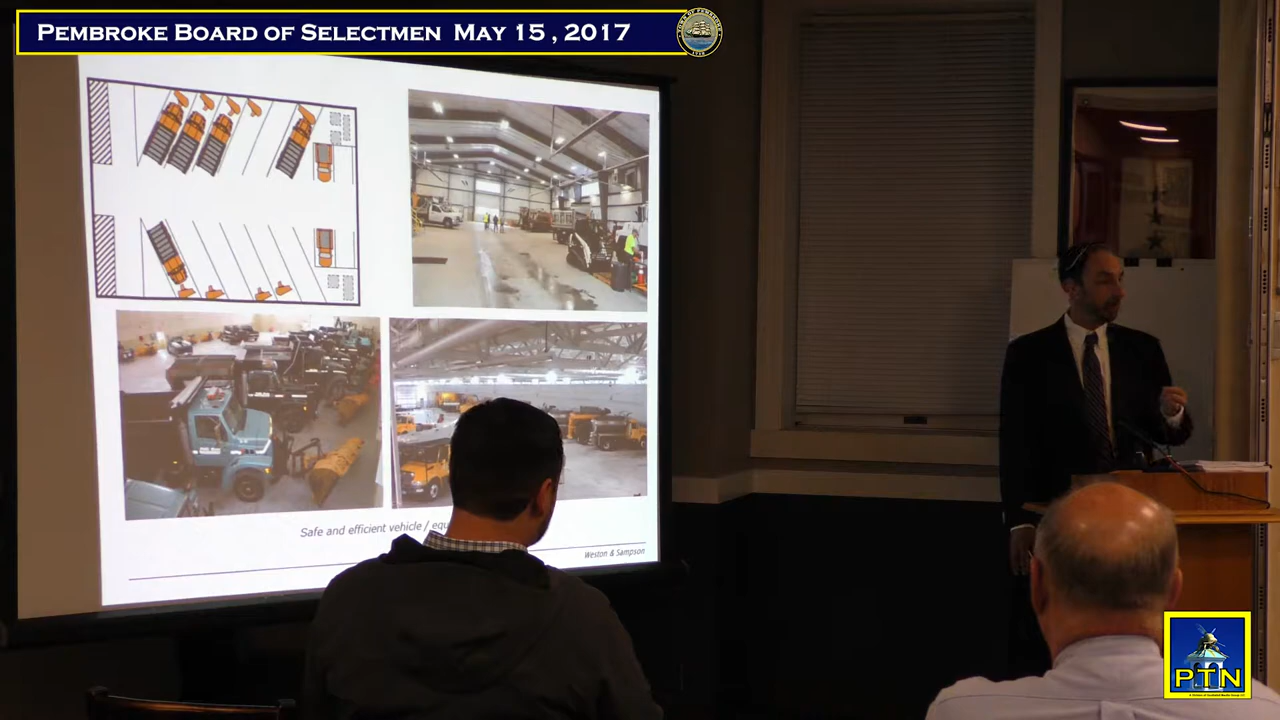 PEMBROKE BOARD OF SELECTMEN MAY 15, 2017
Safe and efficient vehicle / equ
Weston & Sampson
PTN